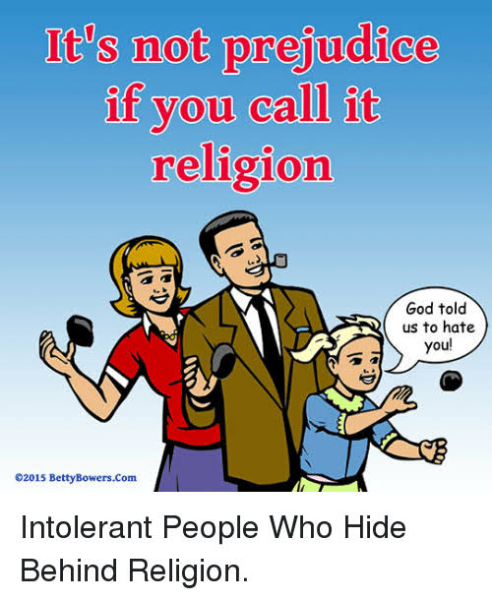 It's not prejudice
if you call it
religion
God told
us to hate
you!
©2015 BettyBowers.Com
Intolerant People Who Hide
Behind Religion.